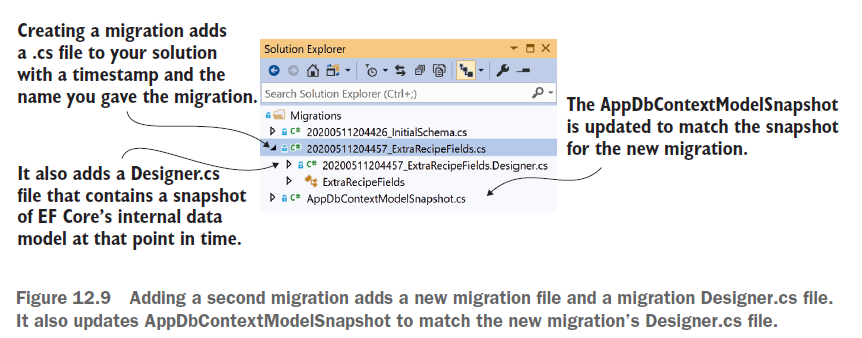 Creating a migration adds
a .cs file to your solution
with a timestamp and the
name you gave the migration.
It also adds a Designer.cs
file that contains a snapshot
of EF Core's internal data
model at that point in time.
Solution Explorer
Search Solution Explorer (Ctrl+;)
Migrations
C# 20200511204426_InitialSchema.cs
C# 20200511204457_ExtraRecipeFields.cs
C# 20200511204457_ExtraRecipeFields.Designer.cs
ExtraRecipeFields
C# AppDbContextModelSnapshot.cs
The AppDbContextModelSnapshot
is updated to match the snapshot
for the new migration.
Figure 12.9 Adding a second migration adds a new migration file and a migration Designer.cs file.
It also updates AppDbContextModelSnapshot to match the new migration's Designer.cs file.